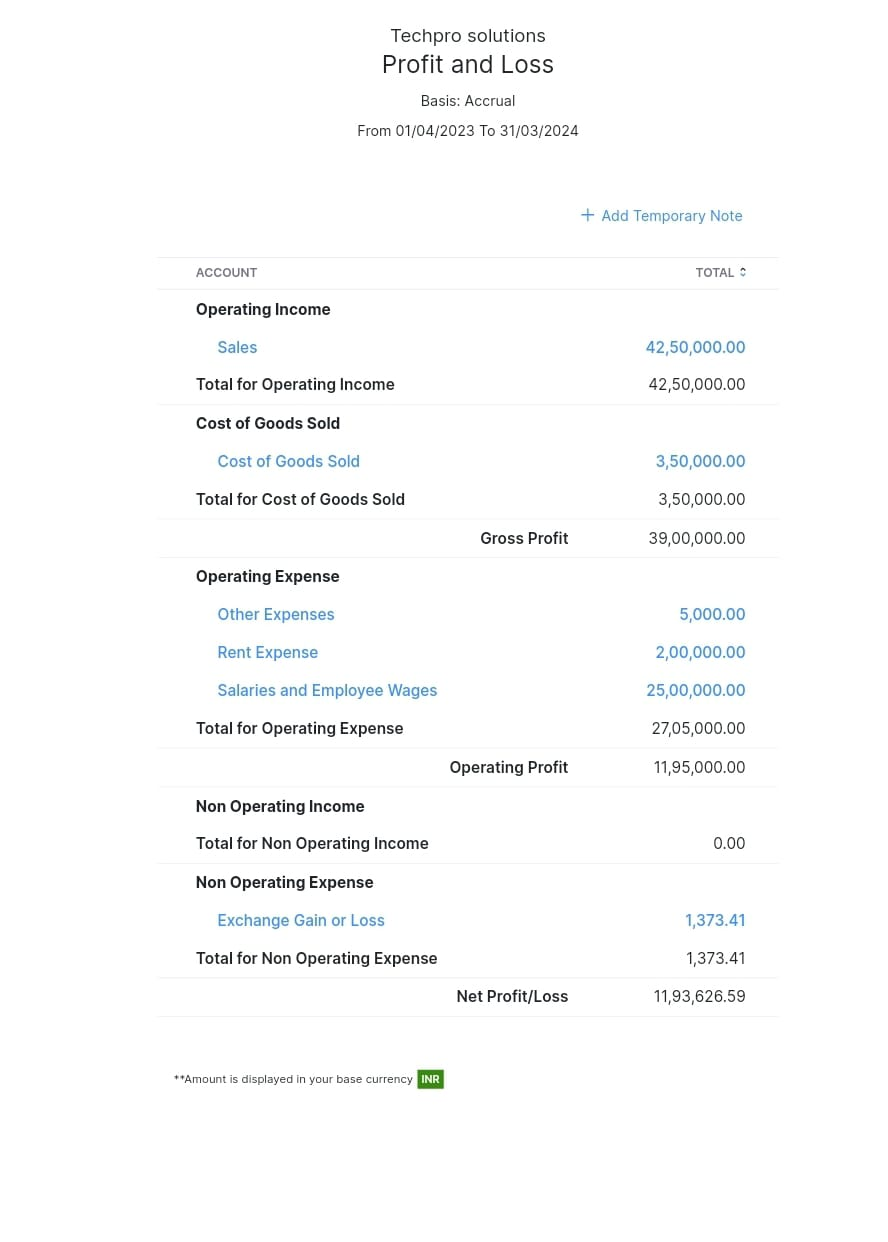 Techpro solutions
Profit and Loss
Basis: Accrual
From 01/04/2023 To 31/03/2024
+ Add Temporary Note
ACCOUNT TOTAL
Operating Income
Sales 42,50,000.00
Total for Operating Income 42,50,000.00
Cost of Goods Sold
Cost of Goods Sold 3,50,000.00
Total for Cost of Goods Sold 3,50,000.00
Gross Profit 39,00,000.00
Operating Expense
Other Expenses 5,000.00
Rent Expense 2,00,000.00
Salaries and Employee Wages 25,00,000.00
Total for Operating Expense 27,05,000.00
Operating Profit 11,95,000.00
Non Operating Income
Total for Non Operating Income 0.00
Non Operating Expense
Exchange Gain or Loss 1,373.41
Total for Non Operating Expense 1,373.41
Net Profit/Loss 11,93,626.59
**Amount is displayed in your base currency INR